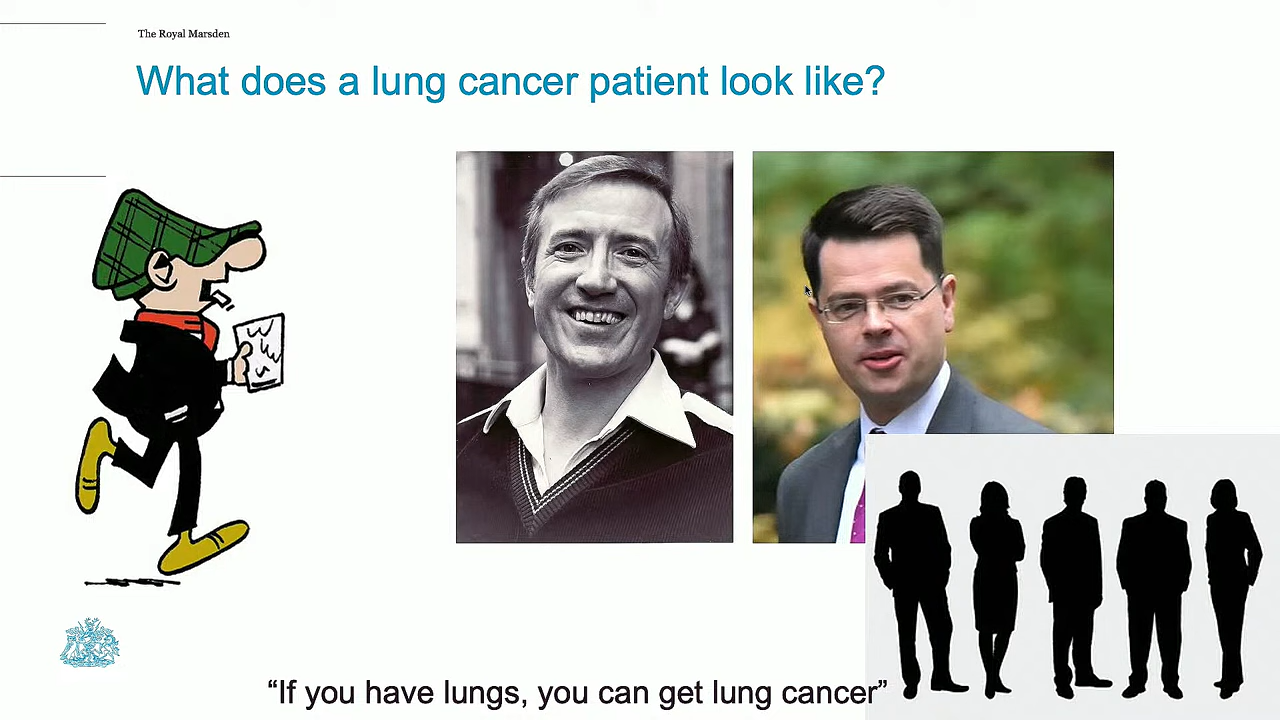 The Royal Marsden
What does a lung cancer patient look like?
“If you have lungs, you can get lung cancer”